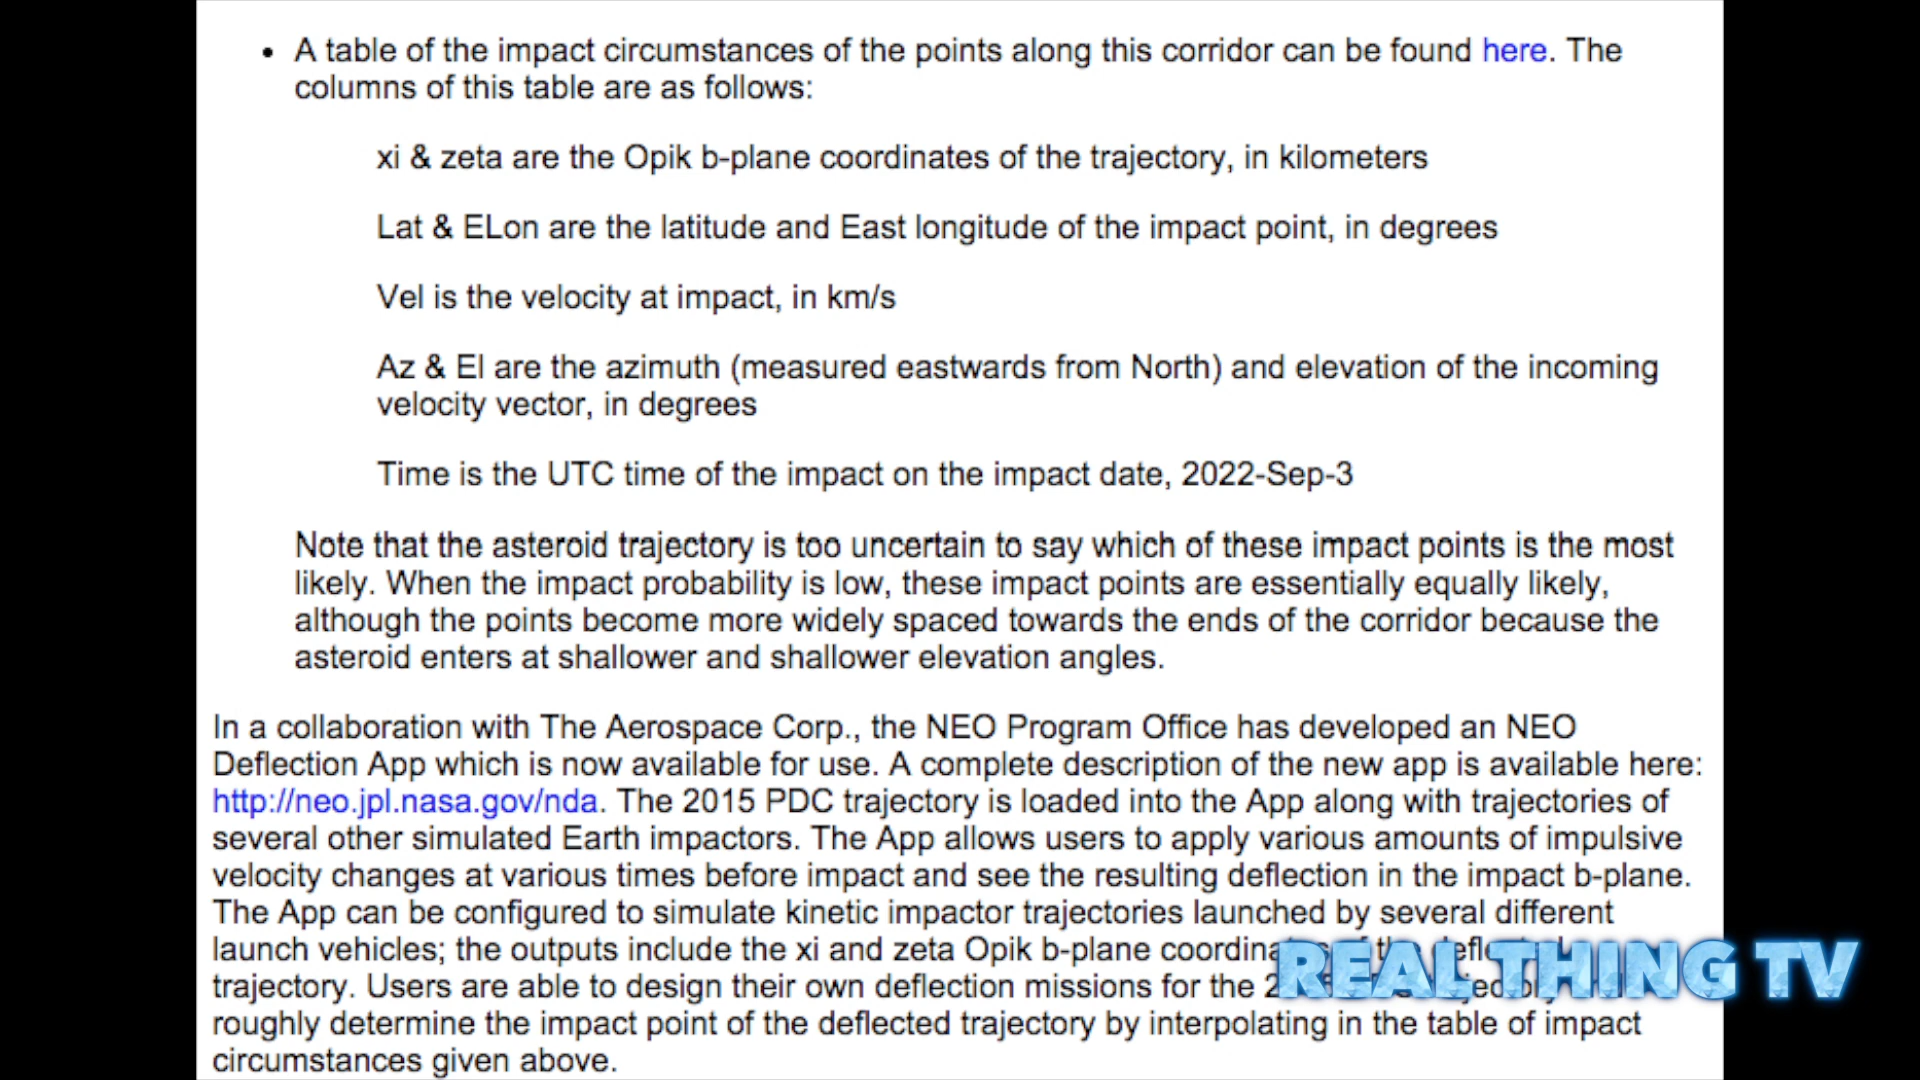 • A table of the impact circumstances of the points along this corridor can be found here. The
columns of this table are as follows:
xi & zeta are the Opik b-plane coordinates of the trajectory, in kilometers
Lat & ELon are the latitude and East longitude of the impact point, in degrees
Vel is the velocity at impact, in km/s
Az & El are the azimuth (measured eastwards from North) and elevation of the incoming
velocity vector, in degrees
Time is the UTC time of the impact on the impact date, 2022-Sep-3
Note that the asteroid trajectory is too uncertain to say which of these impact points is the most
likely. When the impact probability is low, these impact points are essentially equally likely,
although the points become more widely spaced towards the ends of the corridor because the
asteroid enters at shallower and shallower elevation angles.
In a collaboration with The Aerospace Corp., the NEO Program Office has developed an NEO
Deflection App which is now available for use. A complete description of the new app is available here:
http://neo.jpl.nasa.gov/nda. The 2015 PDC trajectory is loaded into the App along with trajectories of
several other simulated Earth impactors. The App allows users to apply various amounts of impulsive
velocity changes at various times before impact and see the resulting deflection in the impact b-plane.
The App can be configured to simulate kinetic impactor trajectories launched by several different
launch vehicles; the outputs include the xi and zeta Opik b-plane
trajectory. Users are able to design their own deflection missions for the
REAL THING TV
roughly determine the impact point of the deflected trajectory by interpolating in the table of impact
circumstances given above.